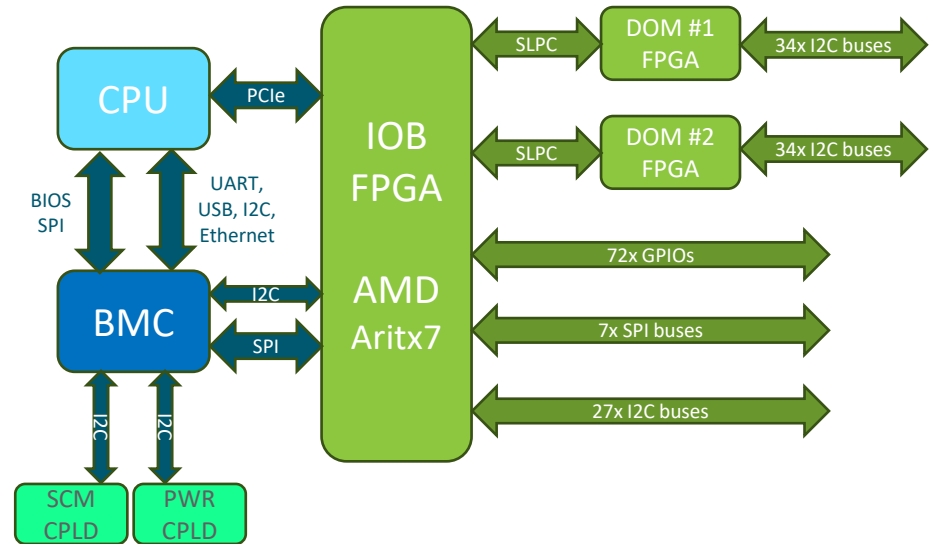 CPU
PCIe
BIOS
SPI
UART,
USB, I2C,
Ethernet
BMC
I2C
SPI
I2C
I2C
SCM
CPLD
PWR
CPLD
IOB
FPGA
AMD
Aritx7
SLPC
DOM #1
FPGA
34x I2C buses
SLPC
DOM #2
FPGA
34x I2C buses
72x GPIOs
7x SPI buses
27x I2C buses